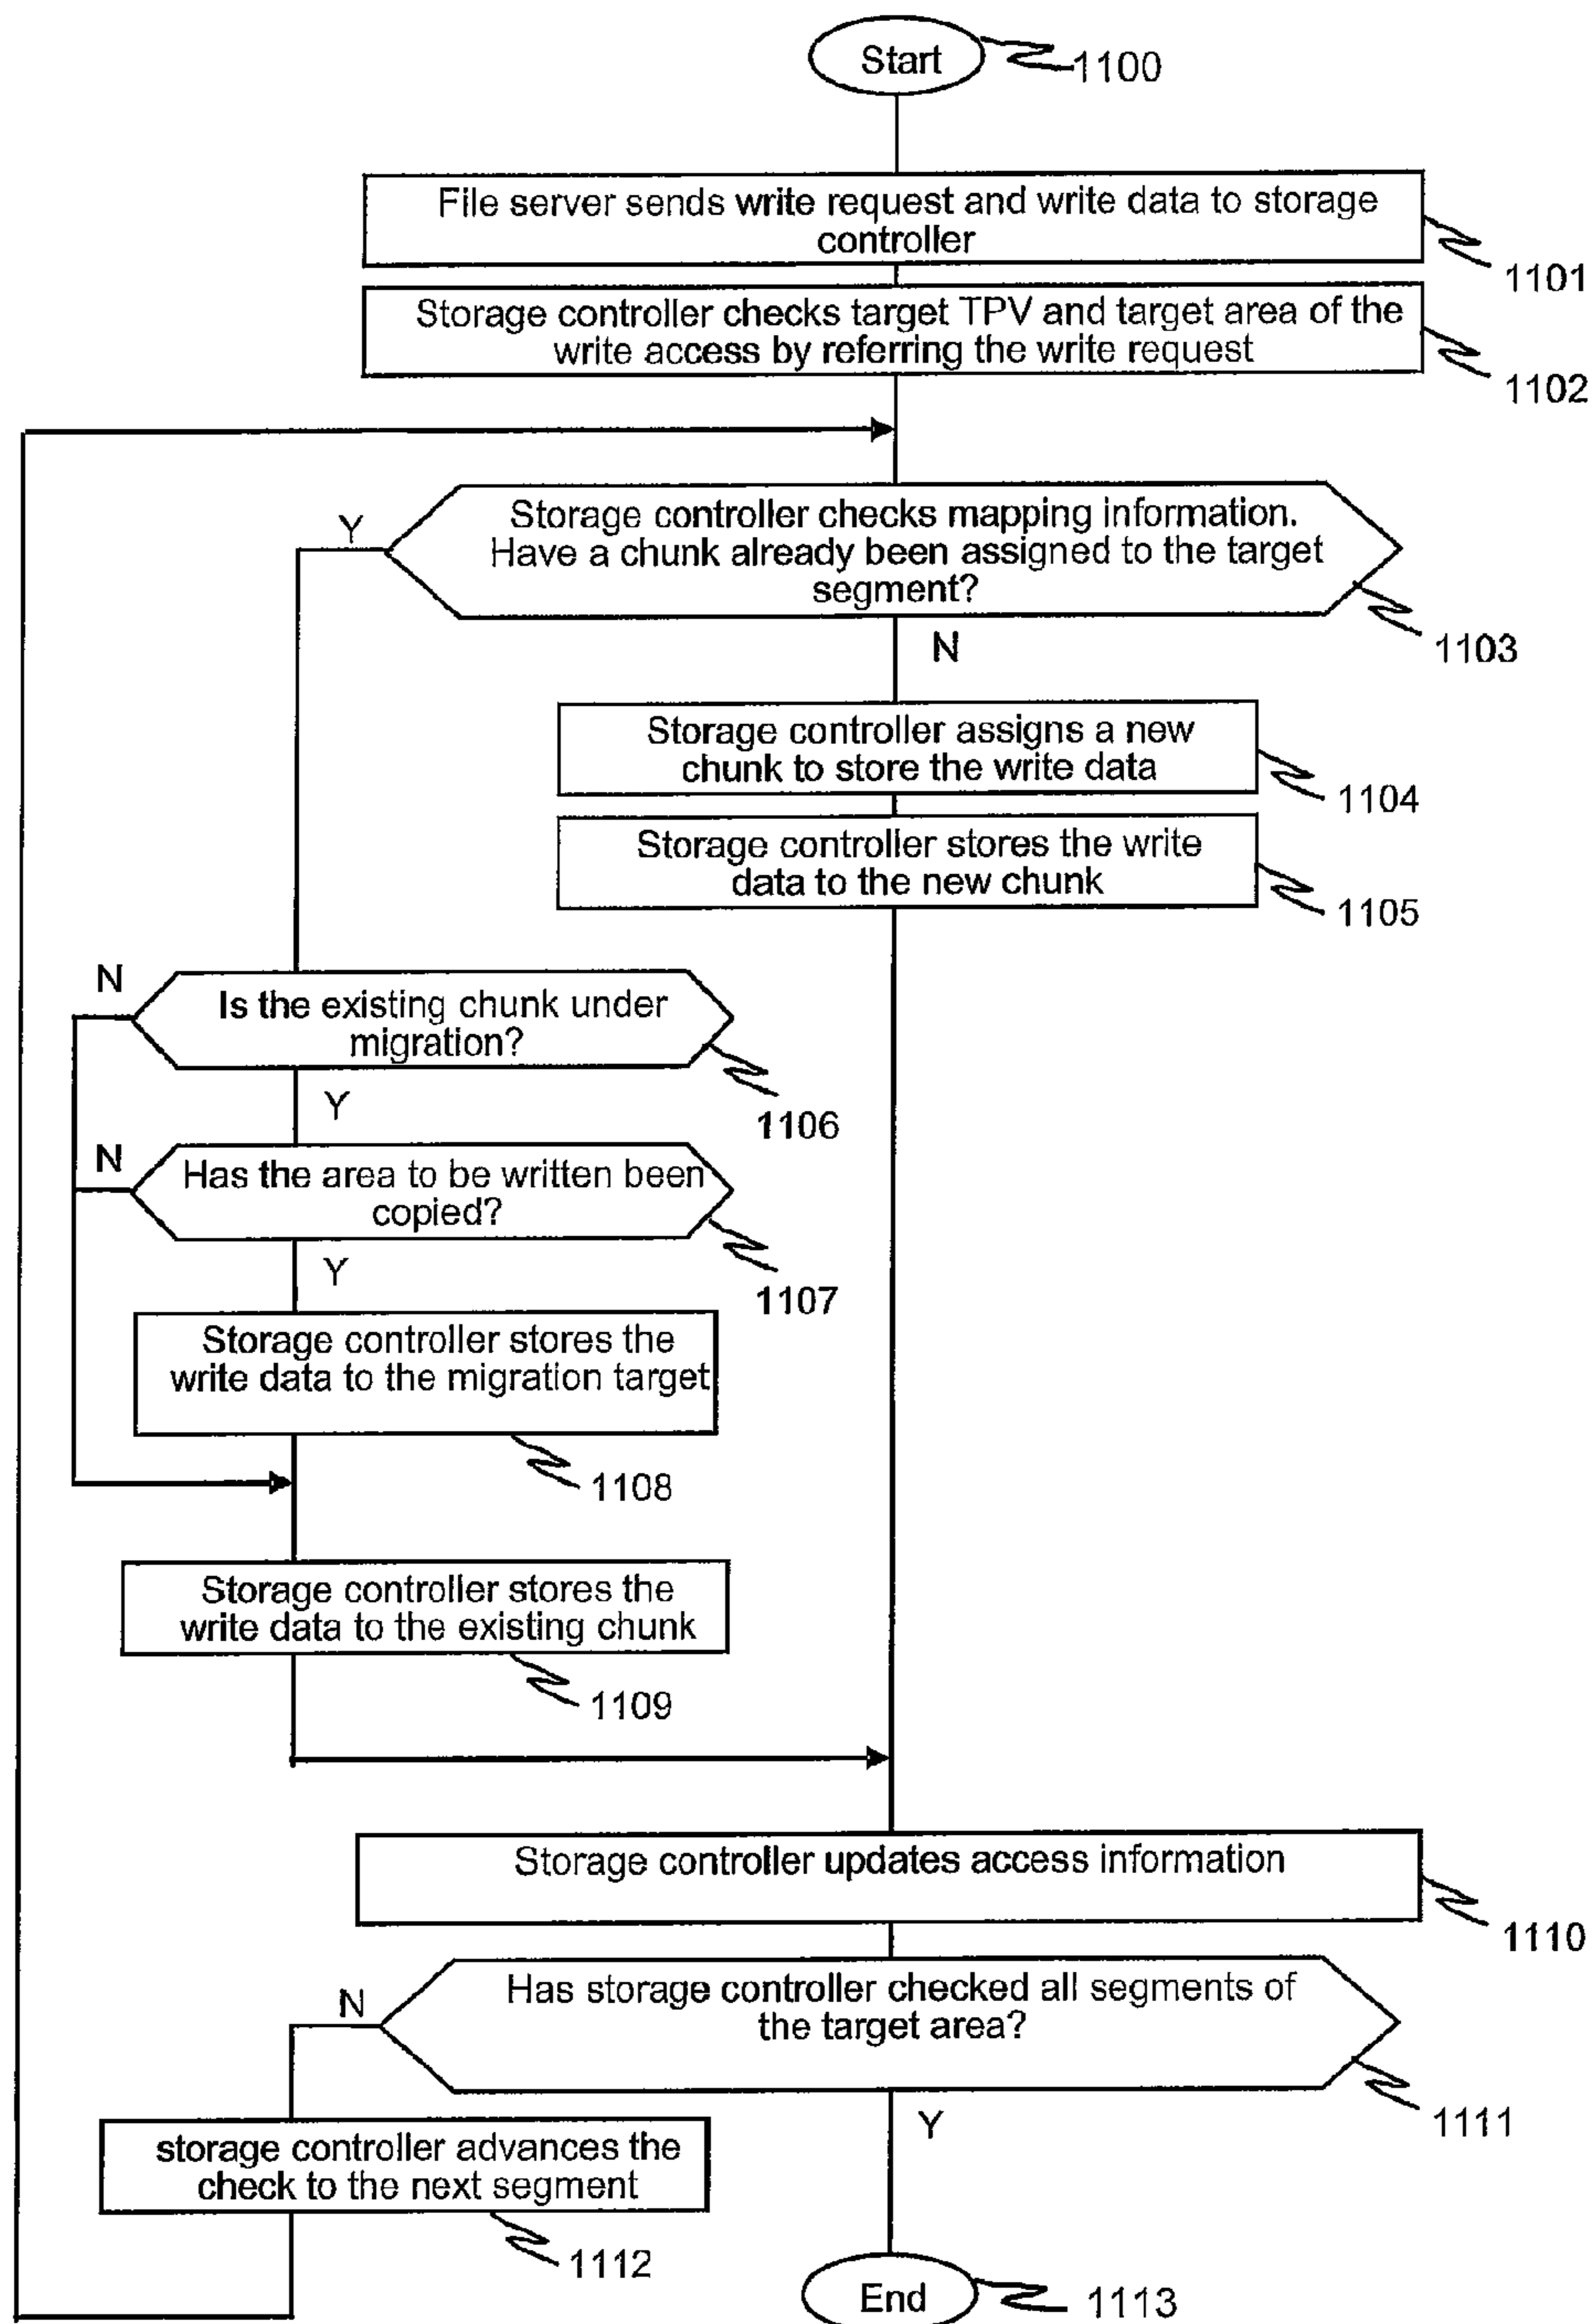 Start
1100
File server sends write request and write data to storage
controller
1101
Storage controller checks target TPV and target area of the
write access by referring the write request
1102
Storage controller checks mapping information.
Have a chunk already been assigned to the target
segment?
Y
1103
N
Storage controller assigns a new
chunk to store the write data
1104
Storage controller stores the write
data to the new chunk
1105
N
Is the existing chunk under
migration?
1106
Y
N
Has the area to be written been
copied?
1107
Y
Storage controller stores the
write data to the migration target
1108
Storage controller stores the
write data to the existing chunk
1109
Storage controller updates access information
1110
N
Has storage controller checked all segments of
the target area?
1111
Y
storage controller advances the
check to the next segment
1112
End
1113